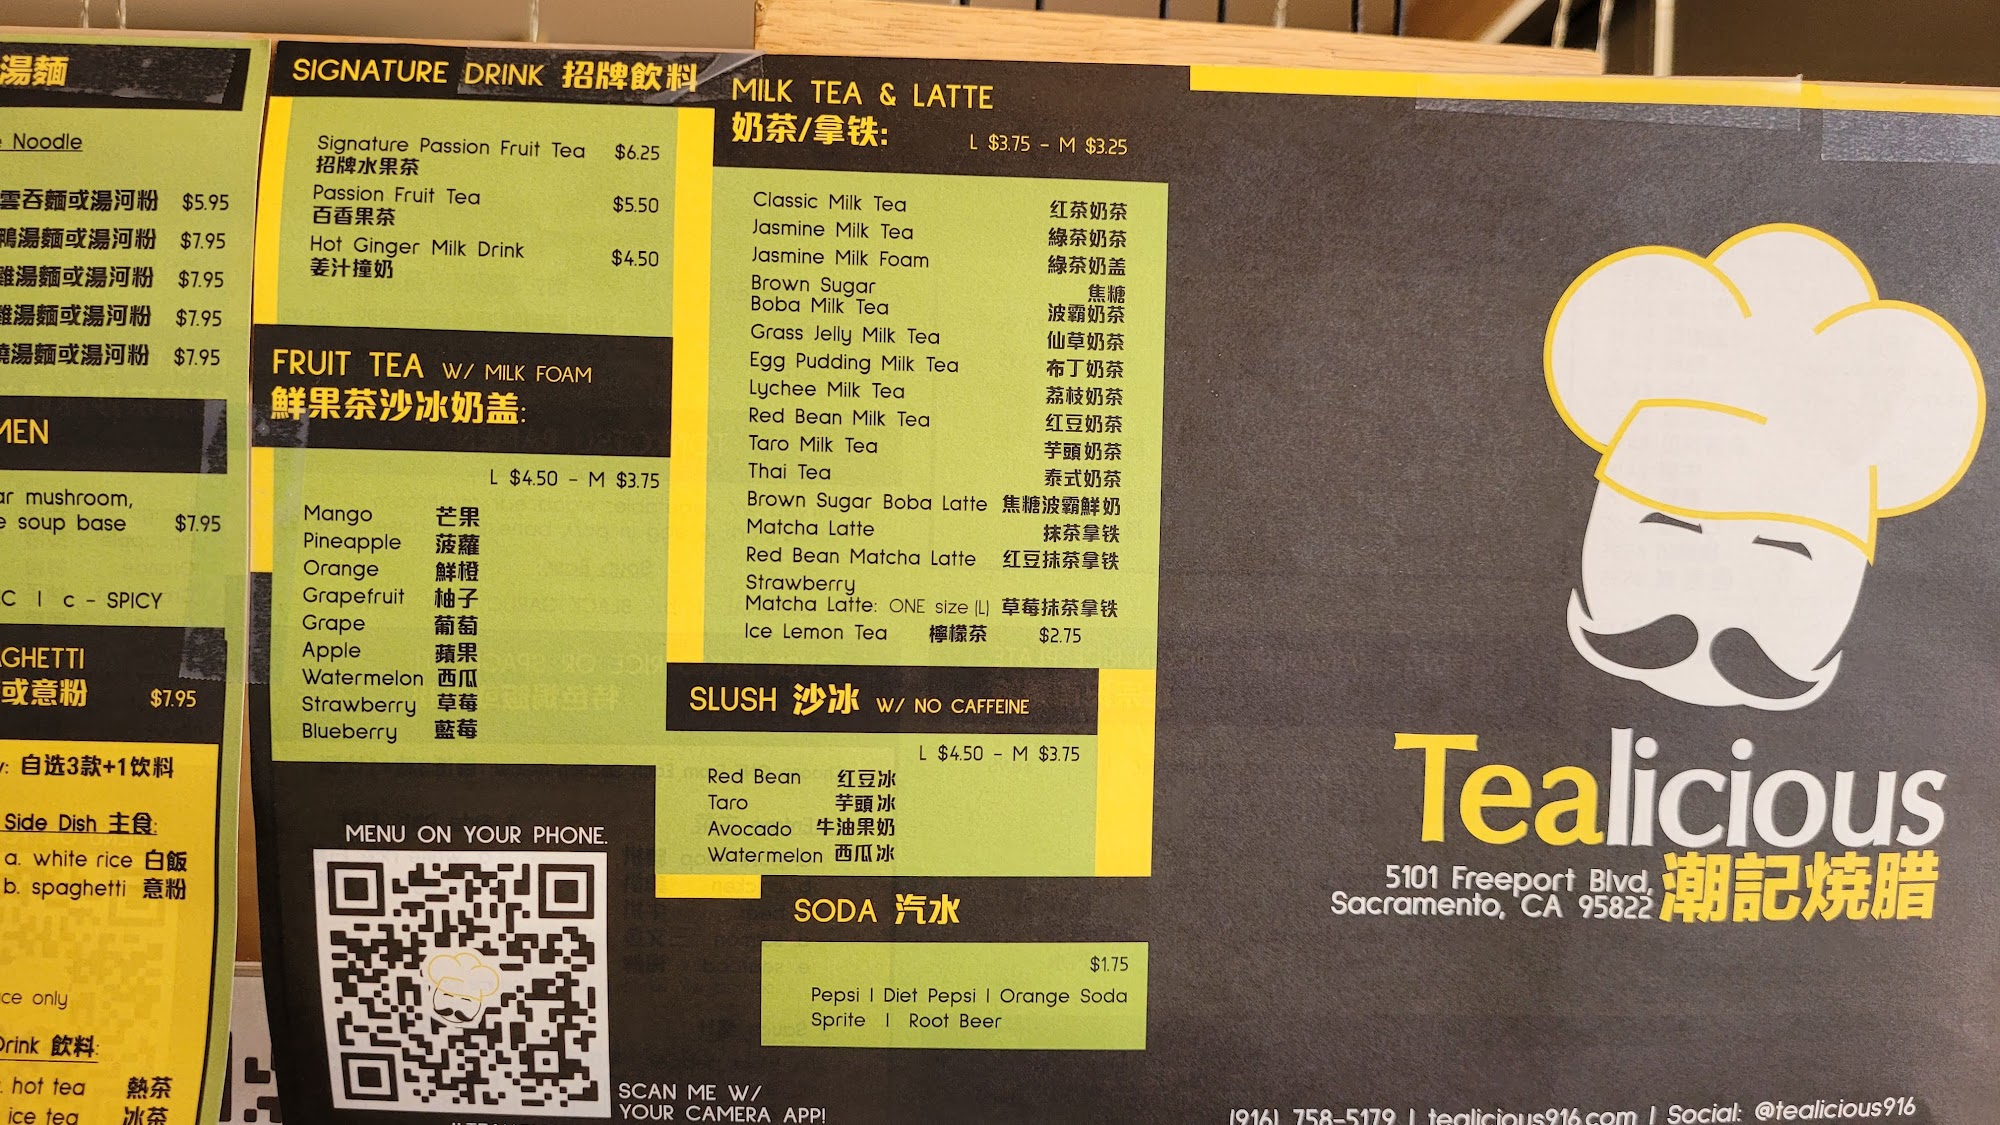 湯麵
Noodle
雲吞麵或湯河粉 $5.95
鴨湯麵或湯河粉 $7.95
雞湯麵或湯河粉 $7.95
雞湯麵或湯河粉 $7.95
燒湯麵或湯河粉 $7.95
MEN
mushroom,
soup base $7.95
C | c - SPICY
GHETTI
或意粉 $7.95
自选3款+1饮料
Side Dish 主食:
a. white rice 白飯
b. spaghetti 意粉
only
Drink 飲料:
hot tea 熱茶
ice tea 冰茶
SIGNATURE DRINK 招牌飲料
Signature Passion Fruit Tea $6.25
招牌水果茶
Passion Fruit Tea $5.50
百香果茶
Hot Ginger Milk Drink $4.50
姜汁撞奶
FRUIT TEA W/ MILK FOAM
鮮果茶沙冰奶盖:
L $4.50 - M $3.75
Mango 芒果
Pineapple 菠蘿
Orange 鮮橙
Grapefruit 柚子
Grape 葡萄
Apple 蘋果
Watermelon 西瓜
Strawberry 草莓
Blueberry 藍莓
MENU ON YOUR PHONE.
SCAN ME W/
YOUR CAMERA APP!
MILK TEA & LATTE
奶茶/拿铁: L $3.75 - M $3.25
Classic Milk Tea 红茶奶茶
Jasmine Milk Tea 綠茶奶茶
Jasmine Milk Foam 綠茶奶盖
Brown Sugar 焦糖
Boba Milk Tea 波霸奶茶
Grass Jelly Milk Tea 仙草奶茶
Egg Pudding Milk Tea 布丁奶茶
Lychee Milk Tea 荔枝奶茶
Red Bean Milk Tea 红豆奶茶
Taro Milk Tea 芋頭奶茶
Thai Tea 泰式奶茶
Brown Sugar Boba Latte 焦糖波霸鮮奶
Matcha Latte 抹茶拿铁
Red Bean Matcha Latte 红豆抹茶拿铁
Strawberry
Matcha Latte: ONE size (L) 草莓抹茶拿铁
Ice Lemon Tea 檸檬茶 $2.75
SLUSH 沙冰 W/ NO CAFFEINE
L $4.50 - M $3.75
Red Bean 红豆冰
Taro 芋頭冰
Avocado 牛油果奶
Watermelon 西瓜冰
SODA 汽水
$1.75
Pepsi | Diet Pepsi | Orange Soda
Sprite | Root Beer
Tealicious
5101 Freeport Blvd,
Sacramento, CA 95822
潮記燒腊
(916) 758-5179 | tealicious916.com | Social: @tealicious916